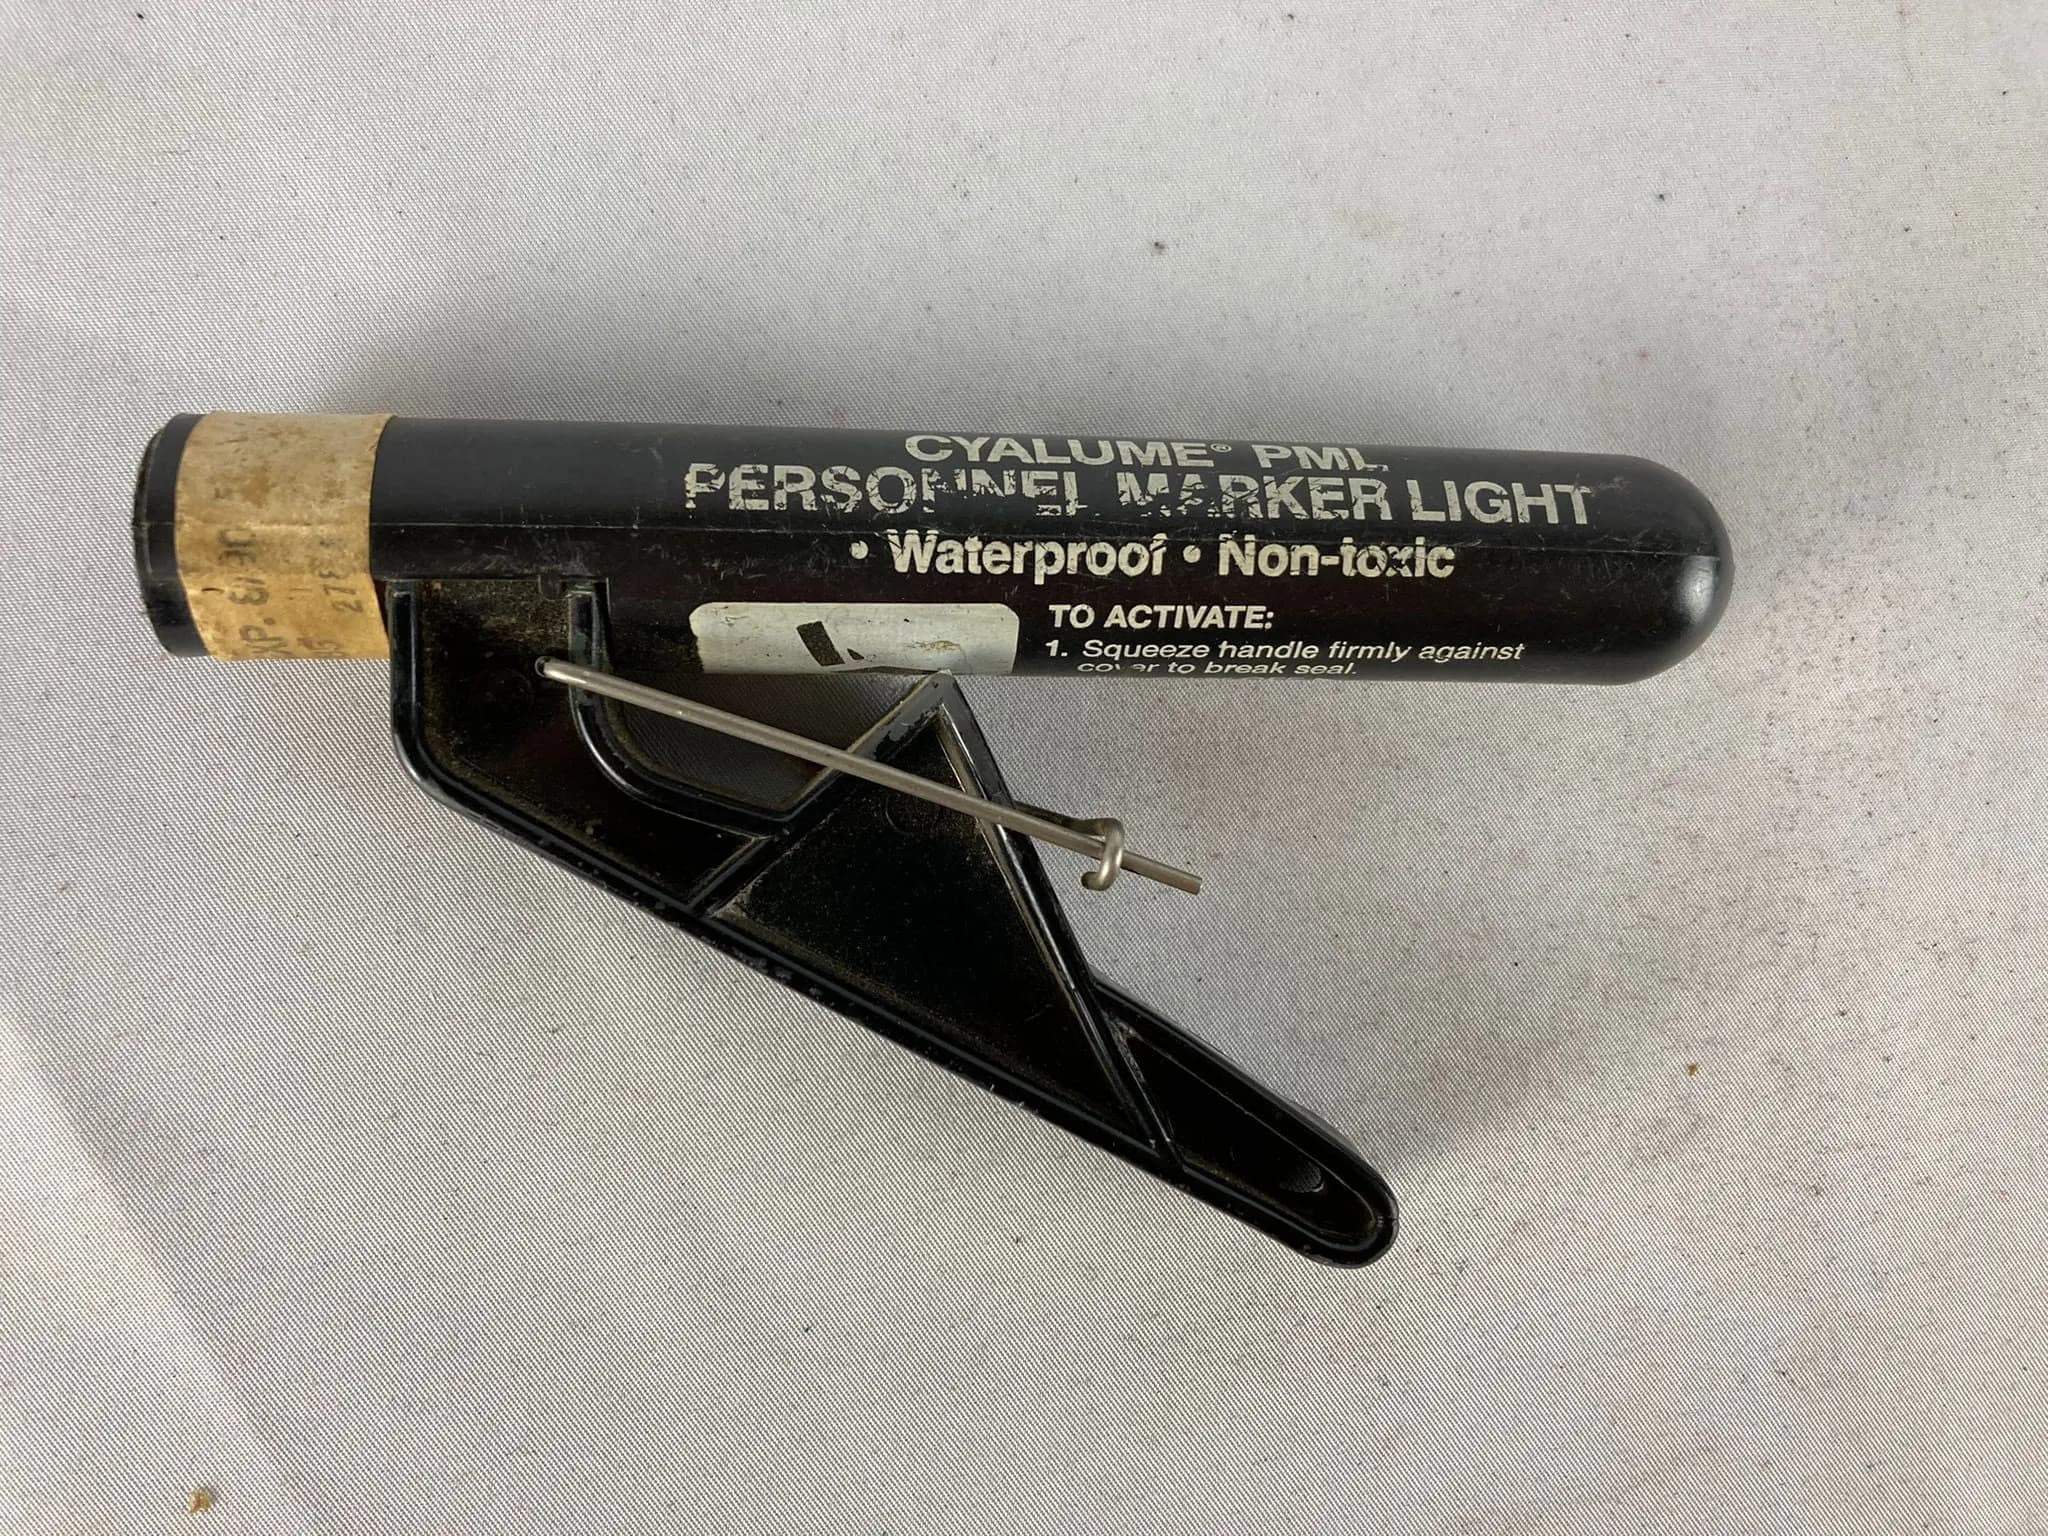 CYALUME® PML
PERSONNEL MARKER LIGHT
• Waterproof • Non-toxic
TO ACTIVATE:
1. Squeeze handle firmly against
cover to break seal.